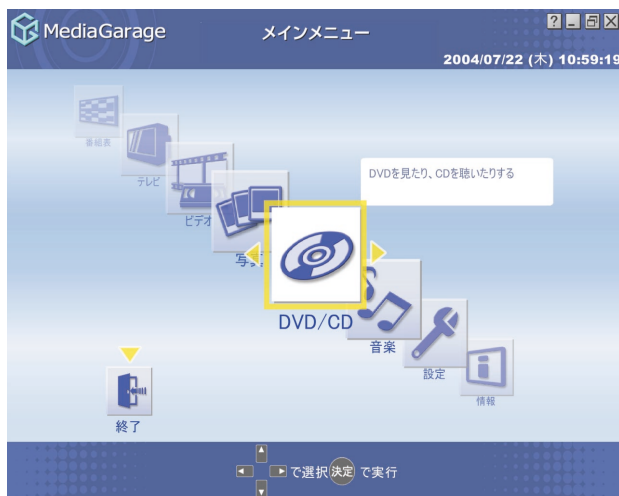 MediaGarage
メインメニュー
2004/07/22 (木) 10:59:19
番組表
テレビ
ビデオ
写真
DVD/CD
DVDを見たり、CDを聴いたりする
音楽
設定
情報
終了
で選択 決定 で実行